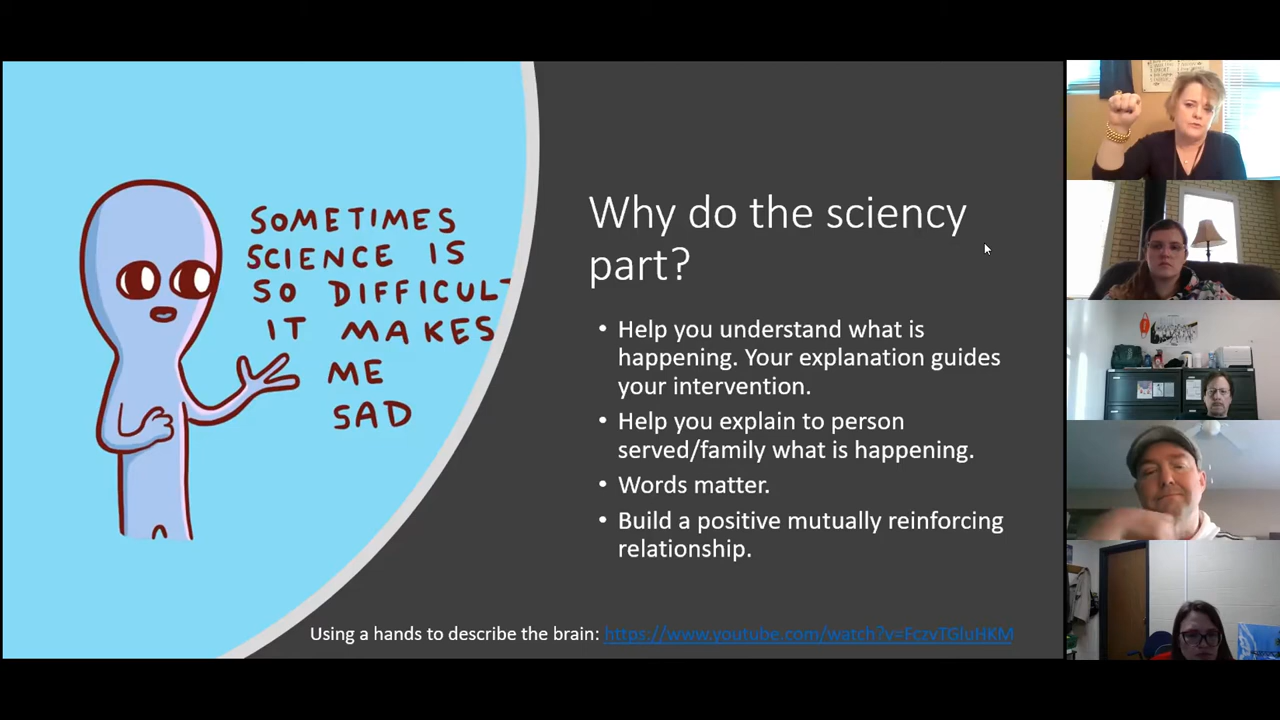 SOMETIMES
SCIENCE IS
SO DIFFICULT
IT MAKES
ME
SAD
Why do the sciency
part?
• Help you understand what is
happening. Your explanation guides
your intervention.
• Help you explain to person
served/family what is happening.
• Words matter.
• Build a positive mutually reinforcing
relationship.
Using a hands to describe the brain: https://www.youtube.com/watch?v=FczvTGluHKM